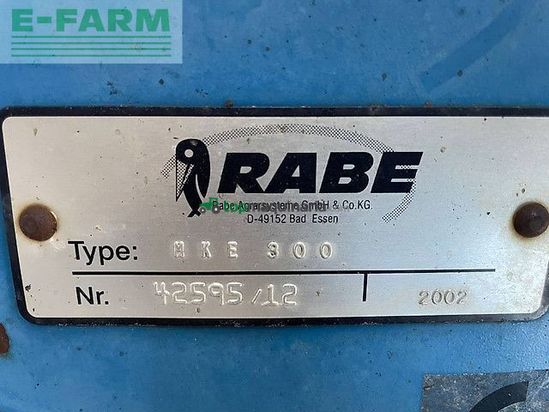 E-FARM
RABE
Rabe Agrarsysteme GmbH & Co.KG.
D-49152 Bad Essen
Type: MKE 300
Nr. 42595/12 2002